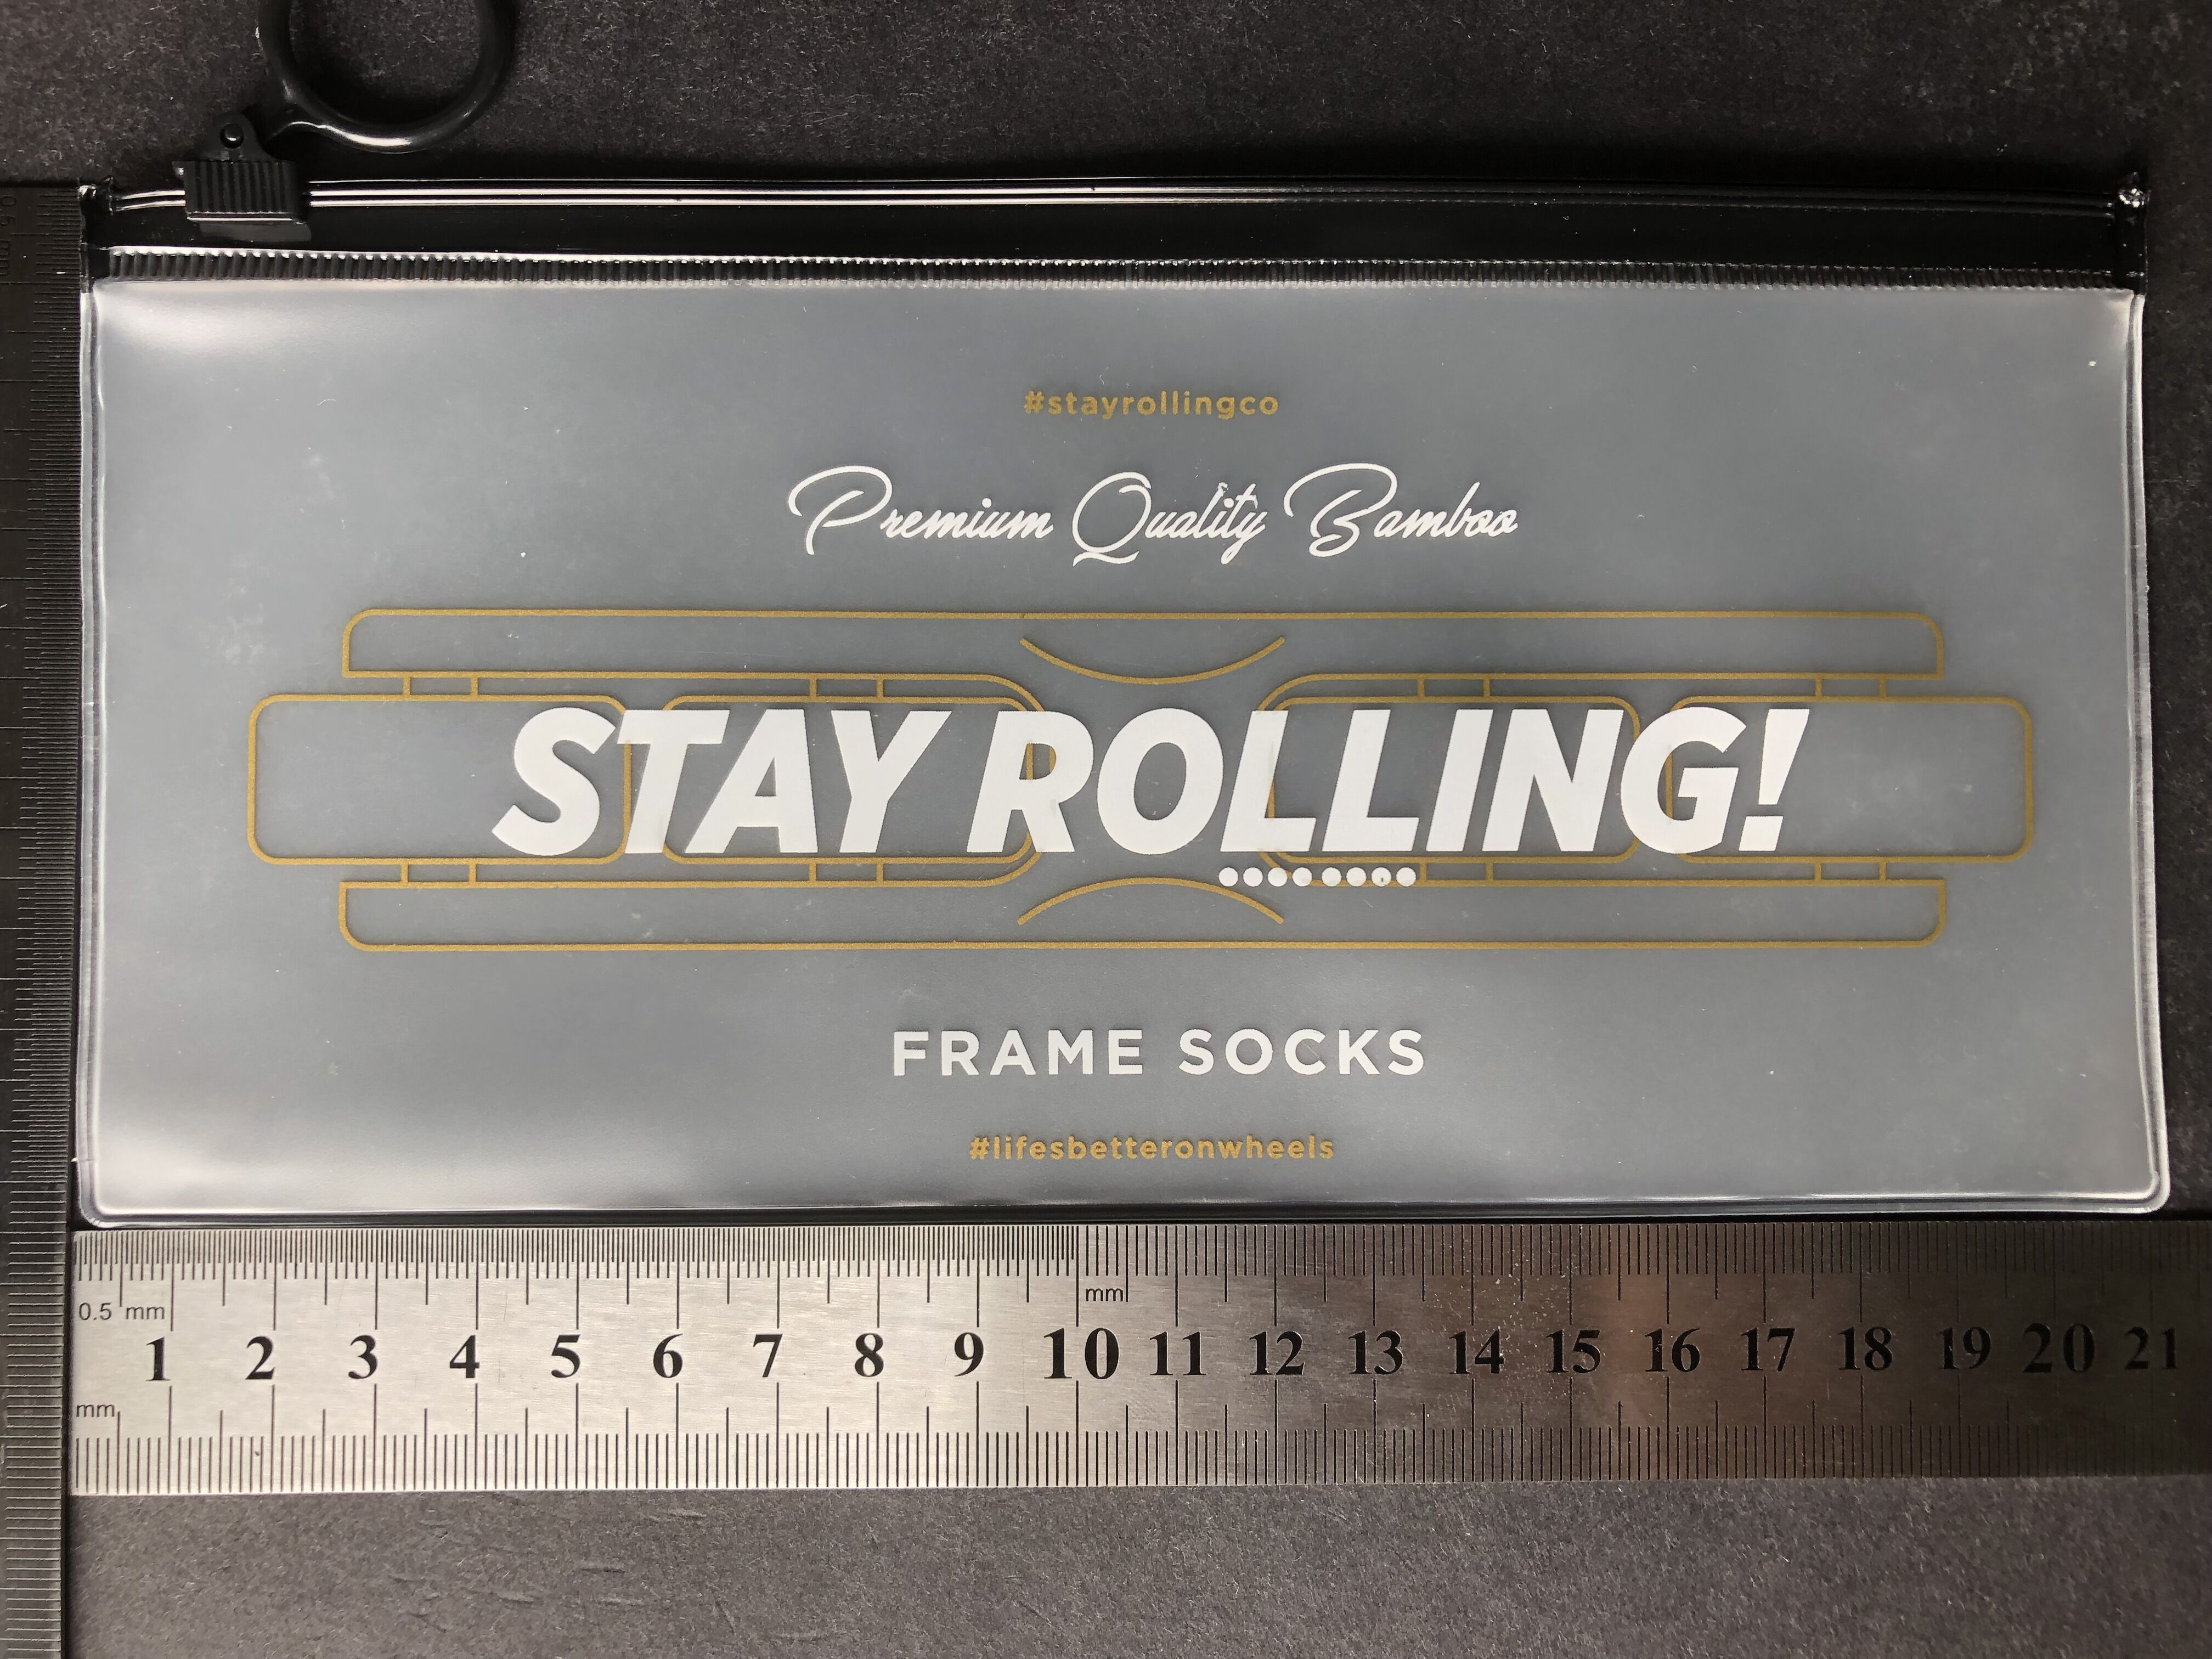 #stayrollingco
Premium Quality Bamboo
STAY ROLLING!
FRAME SOCKS
#lifesbetteronwheels
0.5 mm
mm
1 2 3 4 5 6 7 8 9 10 11 12 13 14 15 16 17 18 19 20 21
mm